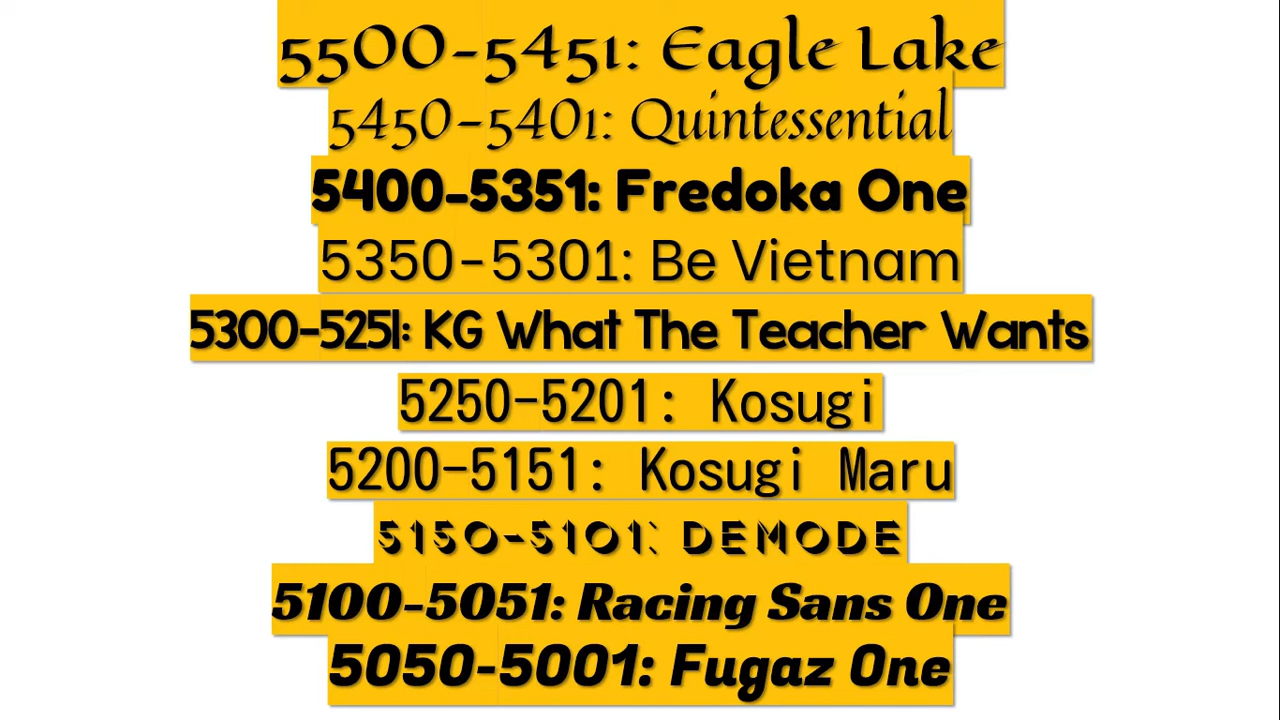 5500-5451: Eagle Lake
5450-5401: Quintessential
5400-5351: Fredoka One
5350-5301: Be Vietnam
5300-5251: KG What The Teacher Wants
5250-5201: Kosugi
5200-5151: Kosugi Maru
5150-5101: DEMODE
5100-5051: Racing Sans One
5050-5001: Fugaz One